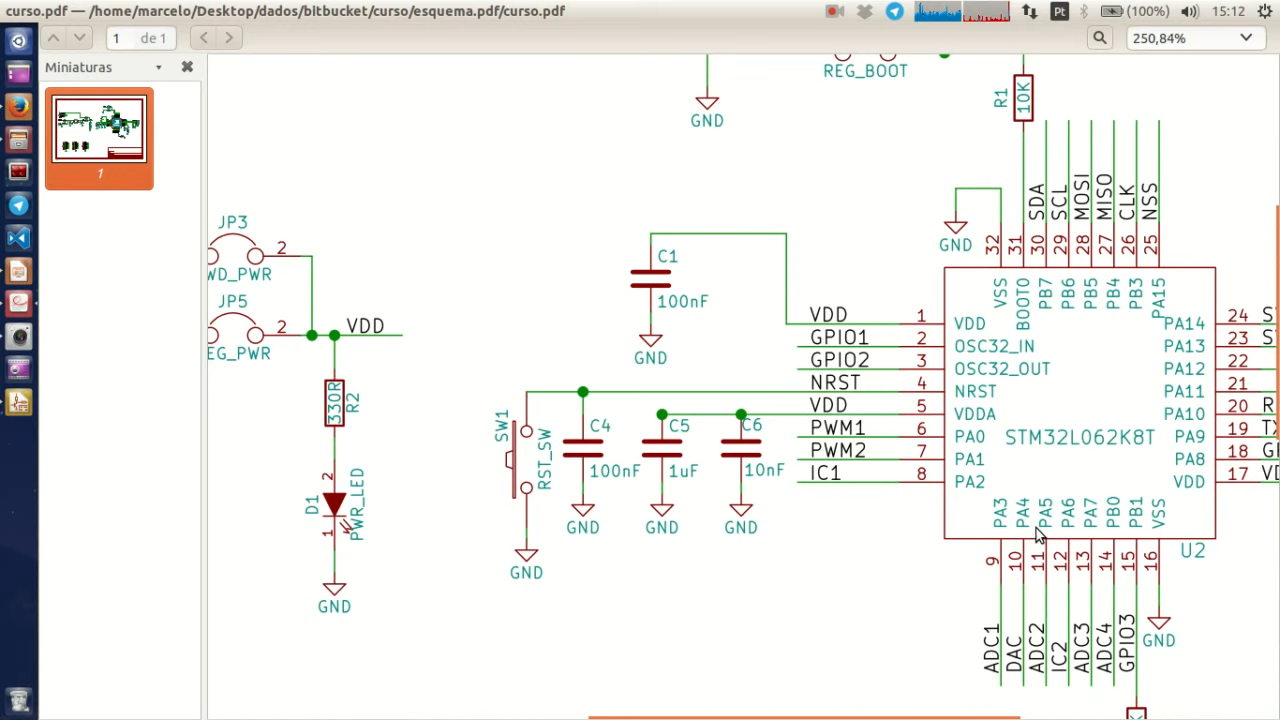 curso.pdf — /home/marcelo/Desktop/dados/bitbucket/curso/esquema.pdf/curso.pdf
Pt
(100%)
15:12
1
de 1
250,84%
Miniaturas
1
REG_BOOT
GND
R1
10K
JP3
2
WD_PWR
JP5
2
EG_PWR
VDD
330R
R2
2
D1
PWR_LED
1
GND
C1
100nF
GND
SW1
RST_SW
GND
C4
100nF
GND
C5
1uF
GND
C6
10nF
GND
GND
SDA
SCL
MOSI
MISO
CLK
NSS
32
31
30
29
28
27
26
25
VSS
BOOT0
PB7
PB6
PB5
PB4
PB3
PA15
VDD 1 VDD
GPIO1 2 OSC32_IN
GPIO2 3 OSC32_OUT
NRST 4 NRST
VDD 5 VDDA
PWM1 6 PA0
PWM2 7 PA1
IC1 8 PA2
STM32L062K8T
PA14 24 S
PA13 23 S
PA12 22
PA11 21
PA10 20 R
PA9 19 TX
PA8 18 GI
VDD 17 VD
PA3
PA4
PA5
PA6
PA7
PB0
PB1
VSS
U2
9
10
11
12
13
14
15
16
ADC1
DAC
ADC2
IC2
ADC3
ADC4
GPIO3
GND